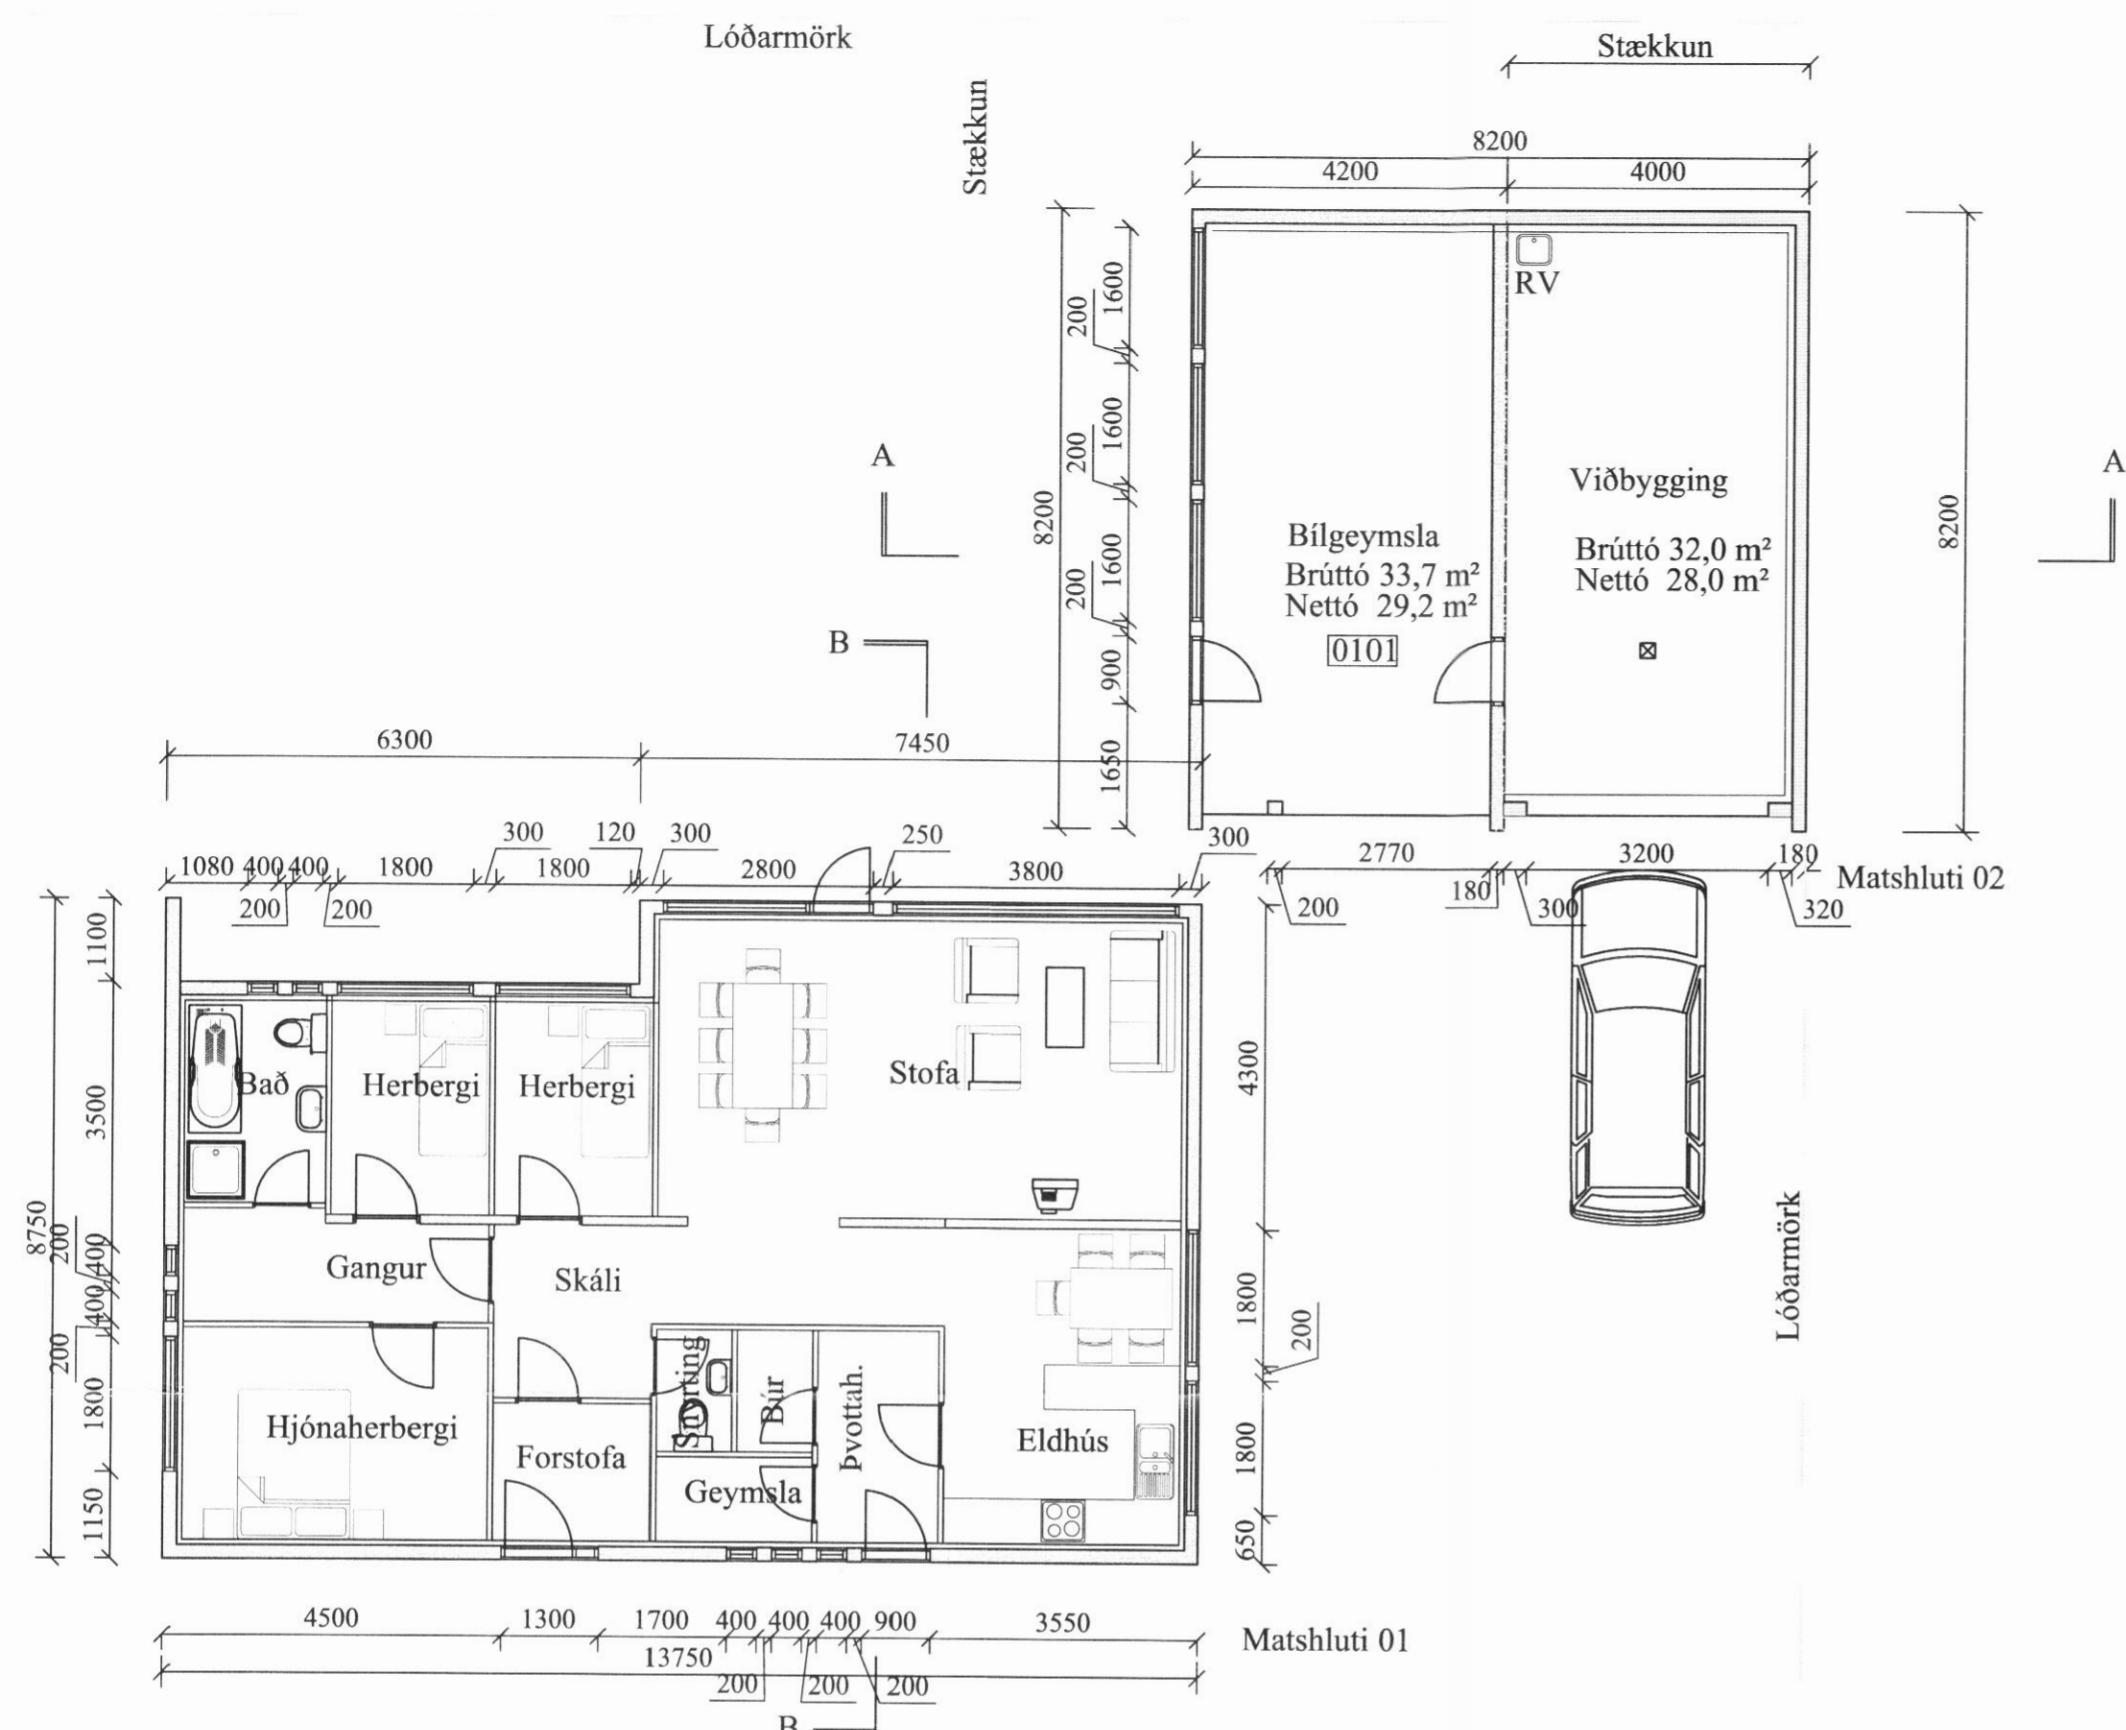 Lóðarmörk
Stækkun
Stækkun
8200
4200
4000
RV
1600
200
1600
200
1600
200
900
1650
8200
8200
A
A
B
Viðbygging
Brúttó 32,0 m²
Nettó 28,0 m²
Bílgeymsla
Brúttó 33,7 m²
Nettó 29,2 m²
0101
6300
7450
300
120
300
250
300
1080
400
400
1800
1800
2800
3800
200
200
2770
3200
180
200
180
300
320
Matshluti 02
1100
3500
8750
200
400
400
200
1800
1150
Bað
Herbergi
Herbergi
Stofa
4300
1800
200
1800
650
Lóðarmörk
Gangur
Skáli
Hjónaherbergi
Forstofa
Snyrting
Búr
Þvottah.
Geymsla
Eldhús
4500
1300
1700
400
400
400
900
3550
13750
200
200
200
Matshluti 01
B